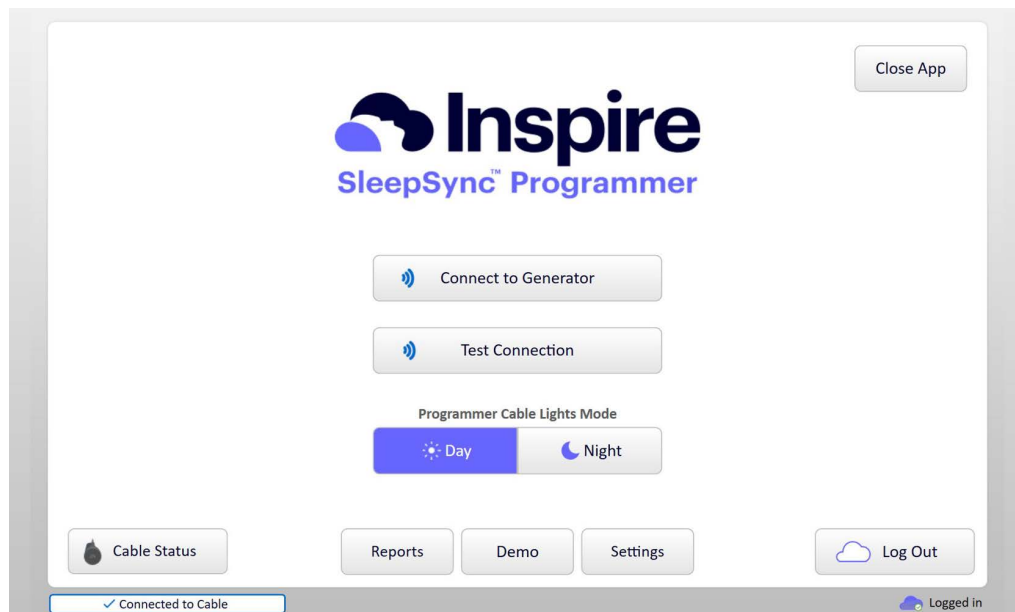 Close App
Inspire
SleepSync™ Programmer
Connect to Generator
Test Connection
Programmer Cable Lights Mode
Day Night
Cable Status Reports Demo Settings Log Out
Connected to Cable Logged in